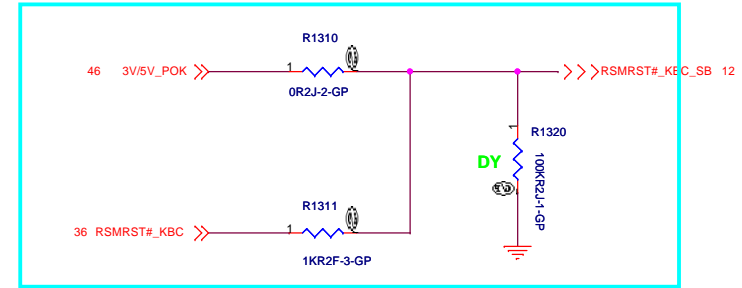 R1310
46 3V/5V_POK
1
RSMRST#_KBC_SB 12
0R2J-2-GP
1
R1320
DY
100KR2J-1-GP
R1311
36 RSMRST#_KBC
1
1KR2F-3-GP